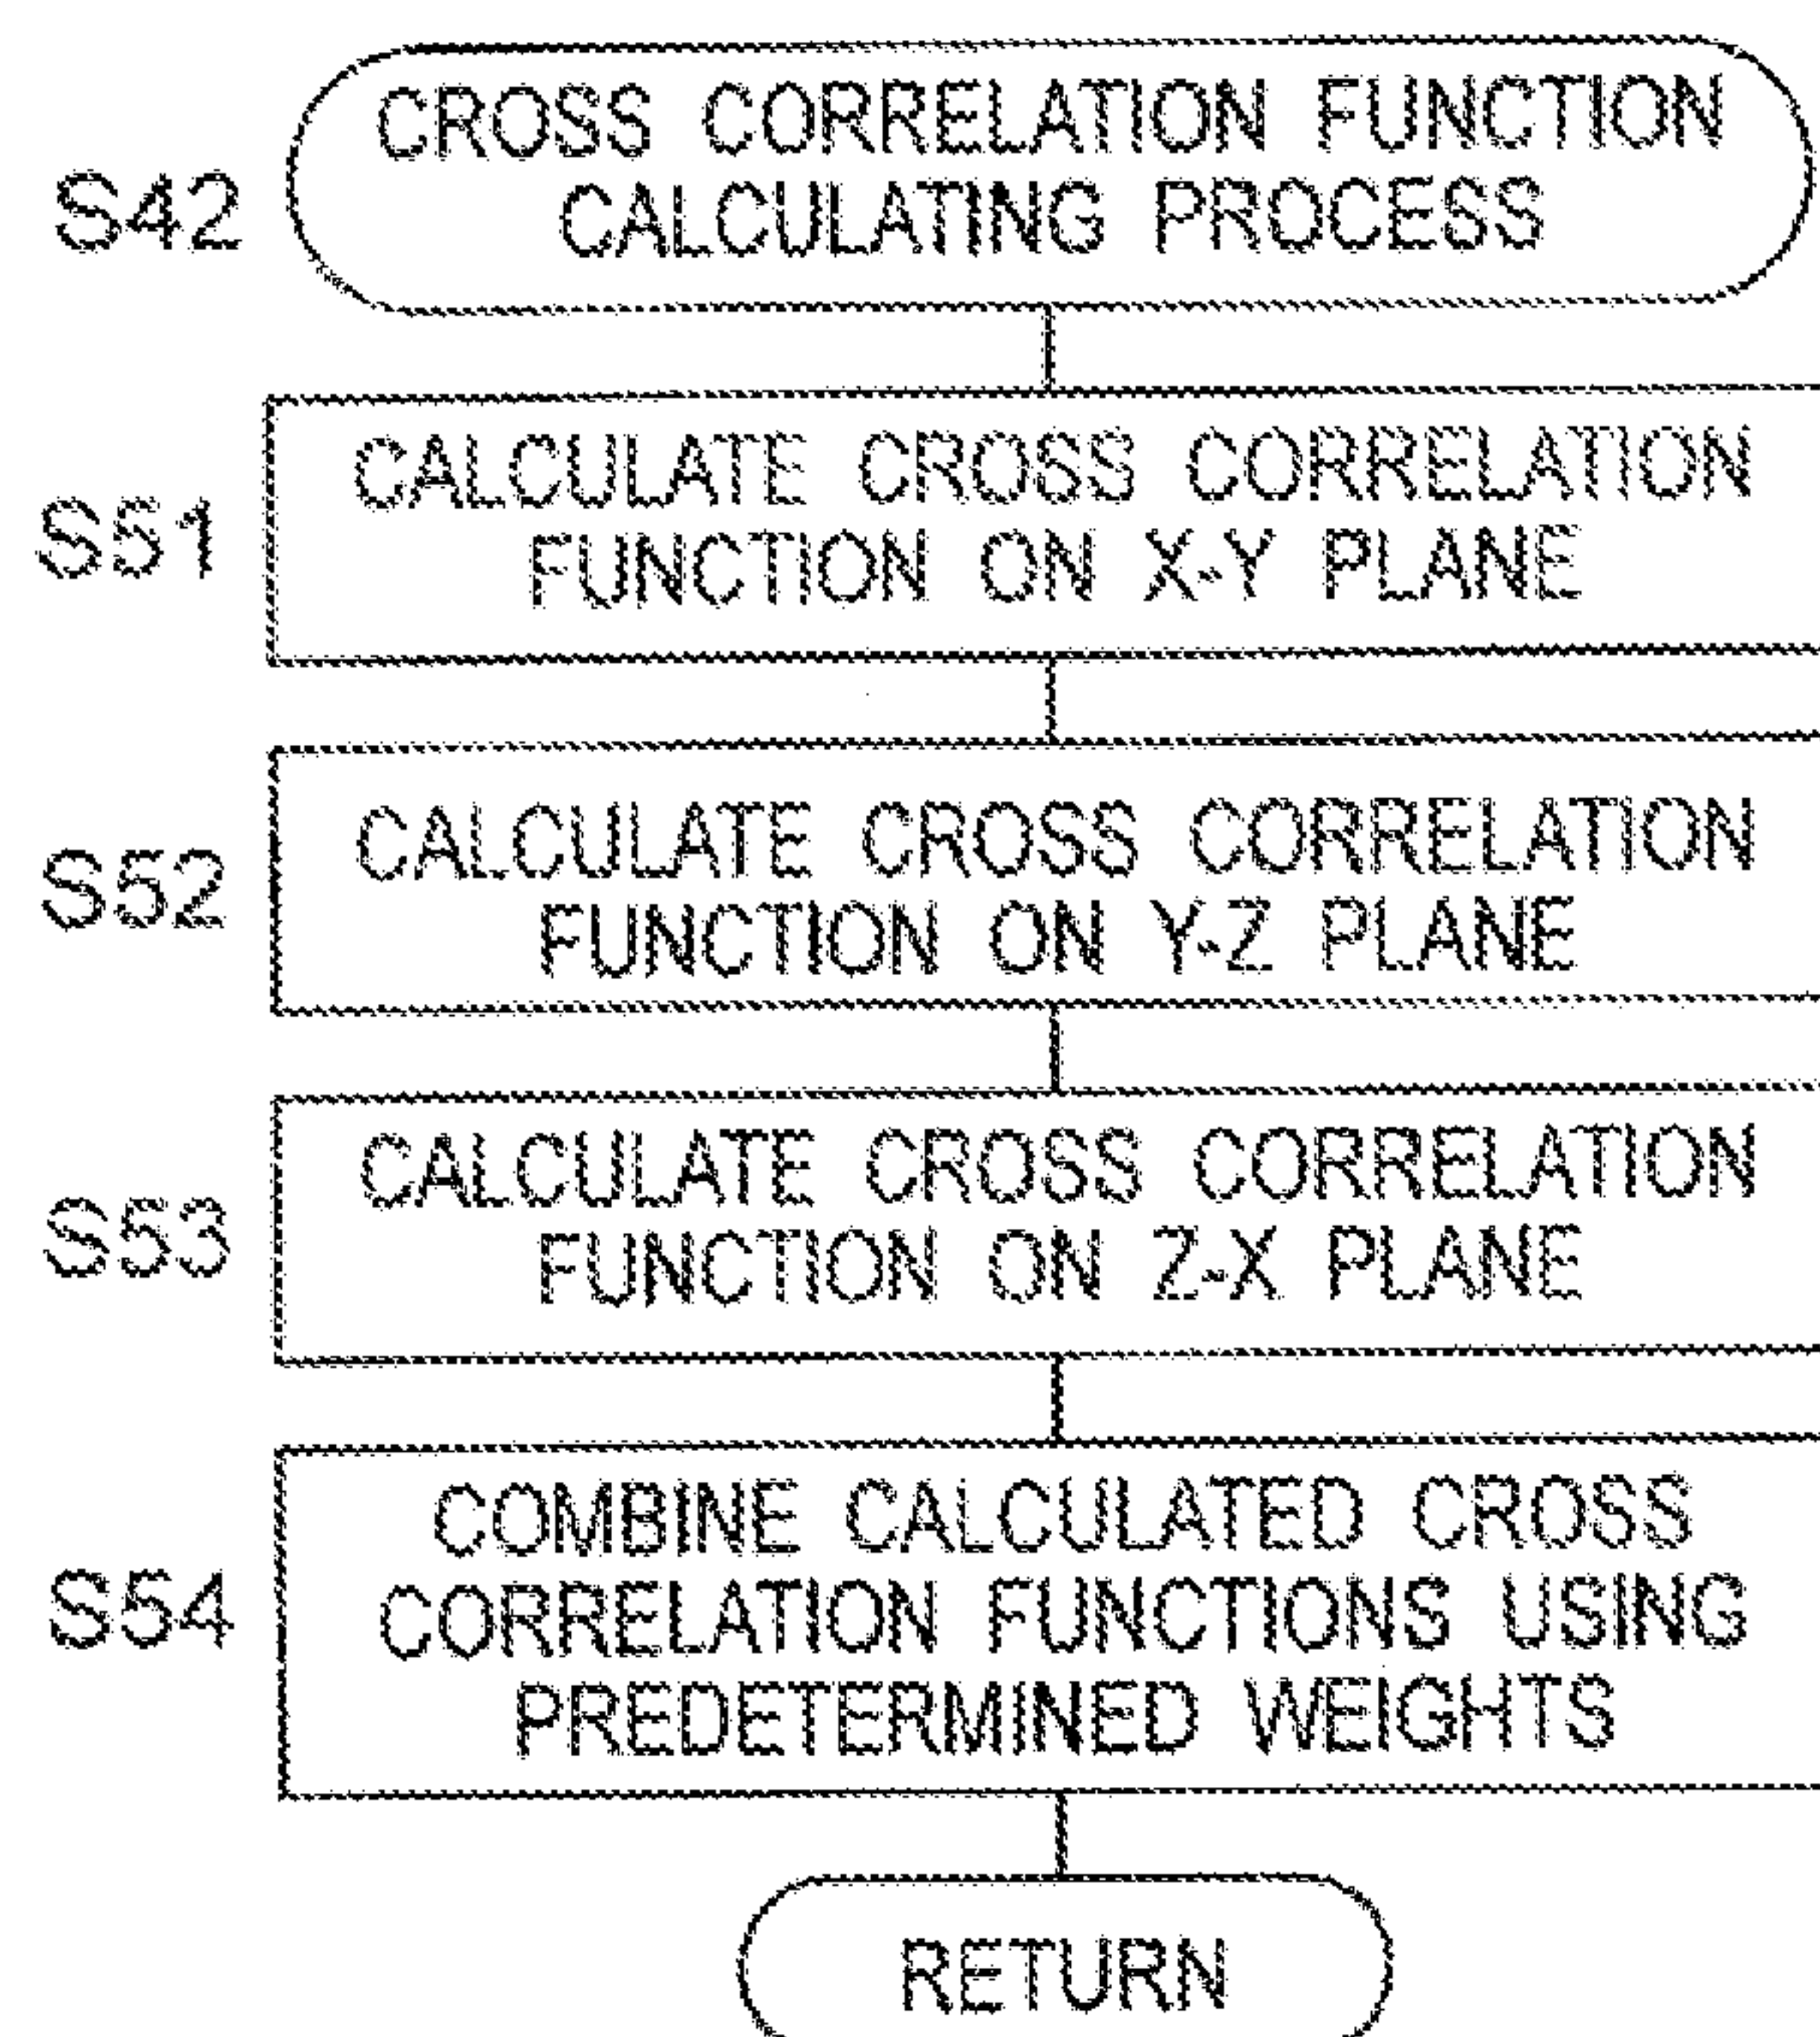 CROSS CORRELATION FUNCTION
S42
CALCULATING PROCESS
CALCULATE CROSS CORRELATION
S51
FUNCTION ON X-Y PLANE
CALCULATE CROSS CORRELATION
S52
FUNCTION ON Y-Z PLANE
CALCULATE CROSS CORRELATION
S53
FUNCTION ON Z-X PLANE
COMBINE CALCULATED CROSS
S54
CORRELATION FUNCTIONS USING
PREDETERMINED WEIGHTS
RETURN